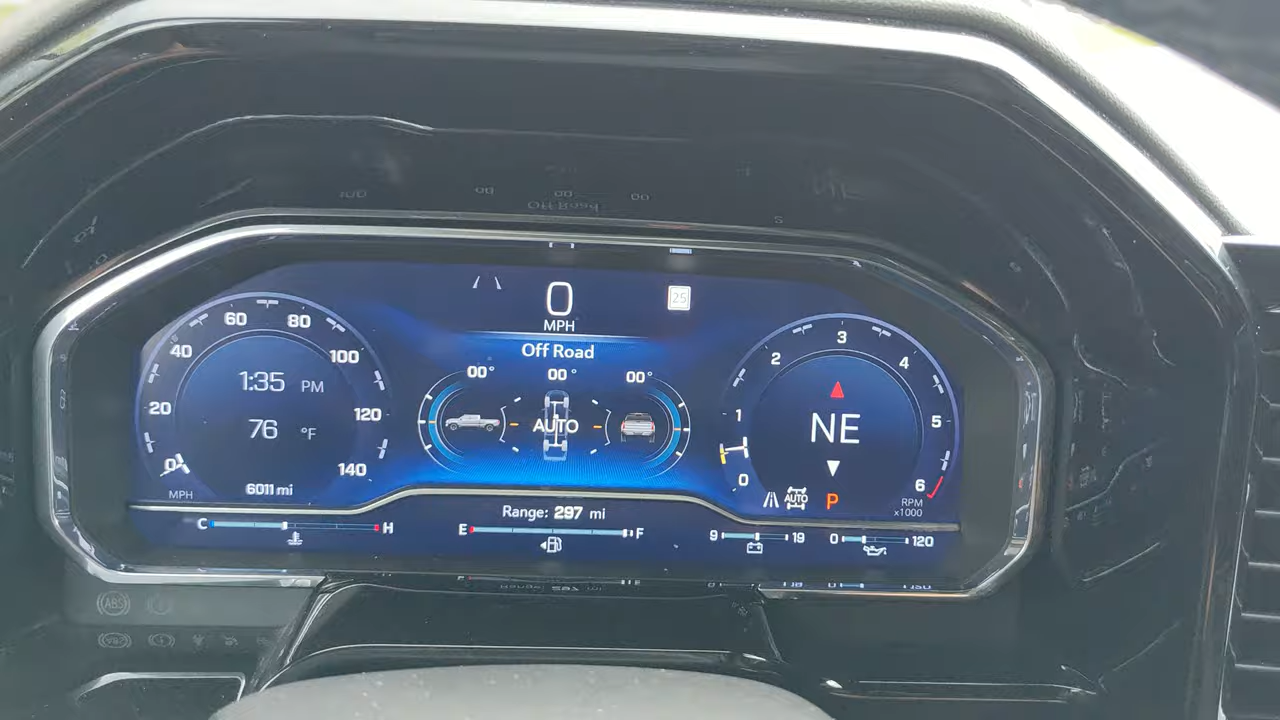 0
25
MPH
Off Road
00° 00° 00°
AUTO
0 20 40 60 80 100 120 140
1:35 PM
76 °F
6011 mi
MPH
0 1 2 3 4 5 6
NE
AUTO P
RPM
x1000
Range: 297 mi
C H
E F
9 19
0 120
ABS